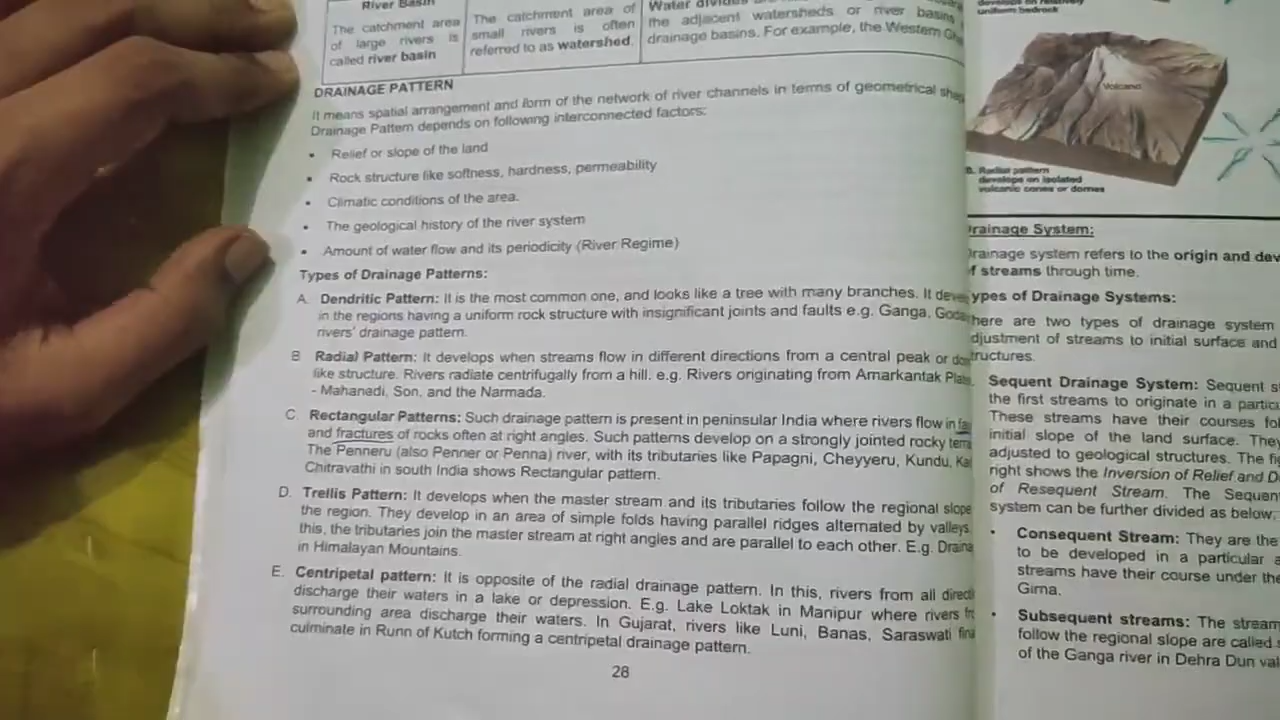 River Basin
The catchment area
of large rivers is
called river basin
The catchment area of
small rivers is often
referred to as watershed.
Water divides
the adjacent watersheds or river basins
drainage basins. For example, the Western
DRAINAGE PATTERN
It means spatial arrangement and form of the network of river channels in terms of geometrical
Drainage Pattern depends on following interconnected factors:
• Relief or slope of the land
• Rock structure like softness, hardness, permeability
• Climatic conditions of the area.
• The geological history of the river system
• Amount of water flow and its periodicity (River Regime)
Types of Drainage Patterns:
A. Dendritic Pattern: It is the most common one, and looks like a tree with many branches. It
in the regions having a uniform rock structure with insignificant joints and faults e.g. Ganga,
rivers' drainage pattern.
B Radial Pattern: It develops when streams flow in different directions from a central peak or
like structure. Rivers radiate centrifugally from a hill. e.g. Rivers originating from Amarkantak
- Mahanadi, Son, and the Narmada.
C. Rectangular Patterns: Such drainage pattern is present in peninsular India where rivers flow in
and fractures of rocks often at right angles. Such patterns develop on a strongly jointed rocky
The Penneru (also Penner or Penna) river, with its tributaries like Papagni, Cheyyeru, Kundu,
Chitravathi in south India shows Rectangular pattern.
D. Trellis Pattern: It develops when the master stream and its tributaries follow the regional slope
the region. They develop in an area of simple folds having parallel ridges alternated by valleys.
this, the tributaries join the master stream at right angles and are parallel to each other. E.g.
in Himalayan Mountains.
E. Centripetal pattern: It is opposite of the radial drainage pattern. In this, rivers from all
discharge their waters in a lake or depression. E.g. Lake Loktak in Manipur where rivers
surrounding area discharge their waters. In Gujarat, rivers like Luni, Banas, Saraswati
culminate in Runn of Kutch forming a centripetal drainage pattern.
28
uniform bedrock
Volcano
B. Radial pattern
develops on isolated
volcanic cones or domes
rainage System:
rainage system refers to the origin and
f streams through time.
ypes of Drainage Systems:
here are two types of drainage system
djustment of streams to initial surface and
tructures.
Sequent Drainage System: Sequent
the first streams to originate in a
These streams have their courses
initial slope of the land surface. They
adjusted to geological structures. The
right shows the Inversion of Relief and
of Resequent Stream. The Sequent
system can be further divided as below;
• Consequent Stream: They are the
to be developed in a particular
streams have their course under the
Girna.
• Subsequent streams: The stream
follow the regional slope are called
of the Ganga river in Dehra Dun